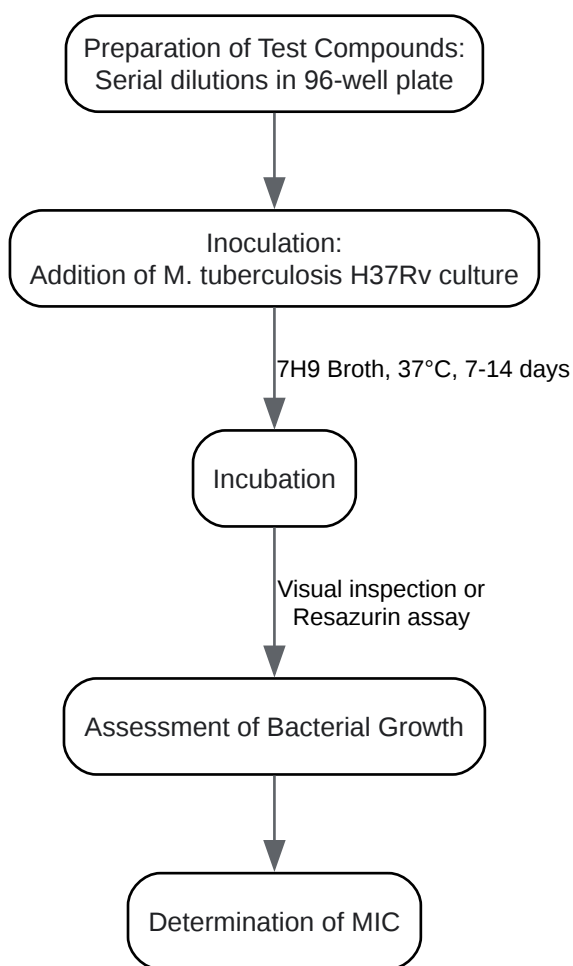 Preparation of Test Compounds:
Serial dilutions in 96-well plate
Inoculation:
Addition of M. tuberculosis H37Rv culture
7H9 Broth, 37°C, 7-14 days
Incubation
Visual inspection or
Resazurin assay
Assessment of Bacterial Growth
Determination of MIC